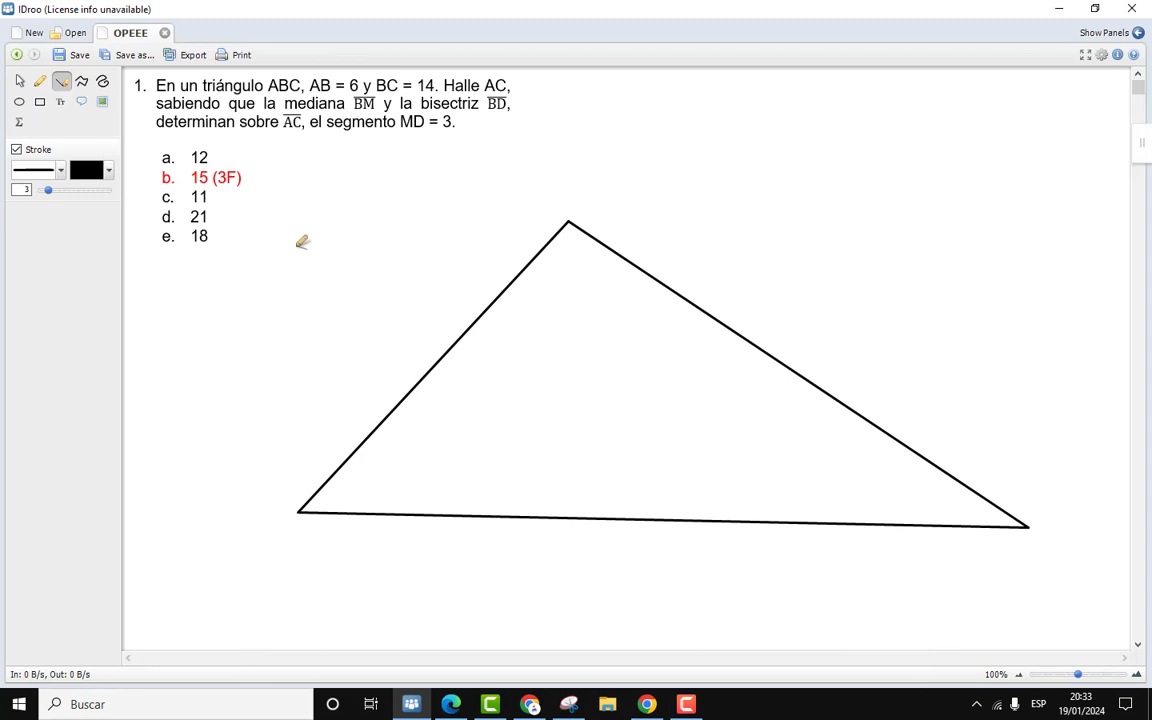 IDroo (License info unavailable)
New Open OPEEE Show Panels
Save Save as... Export Print
Tr
Σ
Stroke
3
1. En un triángulo ABC, AB = 6 y BC = 14. Halle AC,
sabiendo que la mediana BM y la bisectriz BD,
determinan sobre AC, el segmento MD = 3.
a. 12
b. 15 (3F)
c. 11
d. 21
e. 18
In: 0 B/s, Out: 0 B/s 100%
Buscar ESP 20:33
19/01/2024